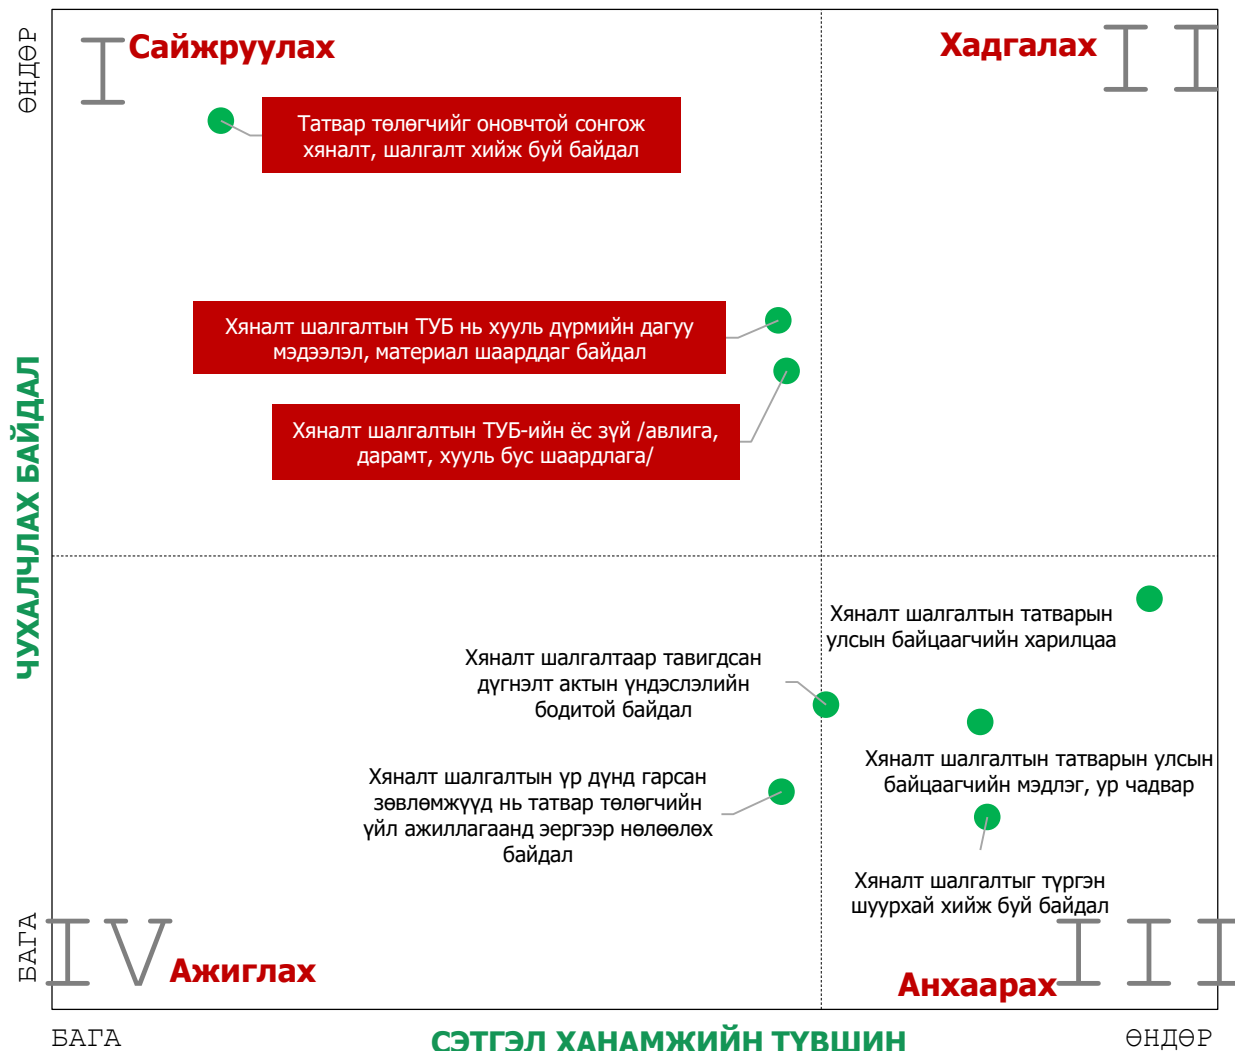 ӨНДӨР
I
Сайжруулах
Хадгалах
II
Татвар төлөгчийг оновчтой сонгож
хяналт, шалгалт хийж буй байдал
Хяналт шалгалтын ТУБ нь хууль дүрмийн дагуу
мэдээлэл, материал шаарддаг байдал
Хяналт шалгалтын ТУБ-ийн ёс зүй /авлига,
дарамт, хууль бус шаардлага/
ЧУХАЛЧЛАХ БАЙДАЛ
Хяналт шалгалтын татварын
улсын байцаагчийн харилцаа
Хяналт шалгалтаар тавигдсан
дүгнэлт актын үндэслэлийн
бодитой байдал
Хяналт шалгалтын татварын улсын
байцаагчийн мэдлэг, ур чадвар
Хяналт шалгалтын үр дүнд гарсан
зөвлөмжүүд нь татвар төлөгчийн
үйл ажиллагаанд эергээр нөлөөлөх
байдал
Хяналт шалгалтыг түргэн
шуурхай хийж буй байдал
БАГА
IV
Ажиглах
Анхаарах
III
БАГА
СЭТГЭЛ ХАНАМЖИЙН ТҮВШИН
ӨНДӨР